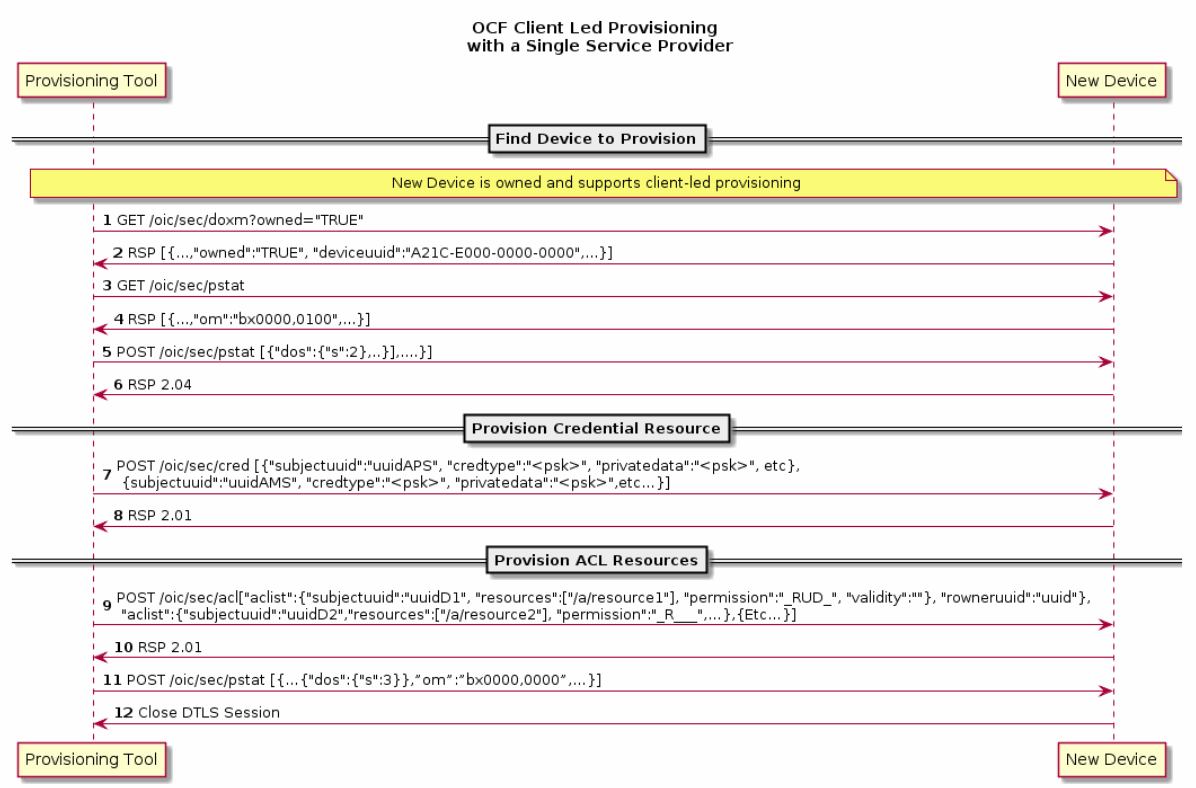 OCF Client Led Provisioning
with a Single Service Provider
Provisioning Tool
New Device
Find Device to Provision
New Device is owned and supports client-led provisioning
1 GET /oic/sec/doxm?owned="TRUE"
2 RSP [{...,"owned":"TRUE", "deviceuuid":"A21C-E000-0000-0000",...}]
3 GET /oic/sec/pstat
4 RSP [{...,"om":"bx0000,0100",...}]
5 POST /oic/sec/pstat [{"dos":{"s":2},..}],....}]
6 RSP 2.04
Provision Credential Resource
7 POST /oic/sec/cred [{"subjectuuid":"uuidAPS", "credtype":"<psk>", "privatedata":"<psk>", etc},
{subjectuuid":"uuidAMS", "credtype":"<psk>", "privatedata":"<psk>",etc...}]
8 RSP 2.01
Provision ACL Resources
9 POST /oic/sec/acl["aclist":{"subjectuuid":"uuidD1", "resources":["/a/resource1"], "permission":"_RUD_", "validity":""}, "rowneruuid":"uuid"},
"aclist":{"subjectuuid":"uuidD2","resources":["/a/resource2"], "permission":"_R___",...},{Etc...}]
10 RSP 2.01
11 POST /oic/sec/pstat [{...{"dos":{"s":3}},”om”:”bx0000,0000”,...}]
12 Close DTLS Session
Provisioning Tool
New Device